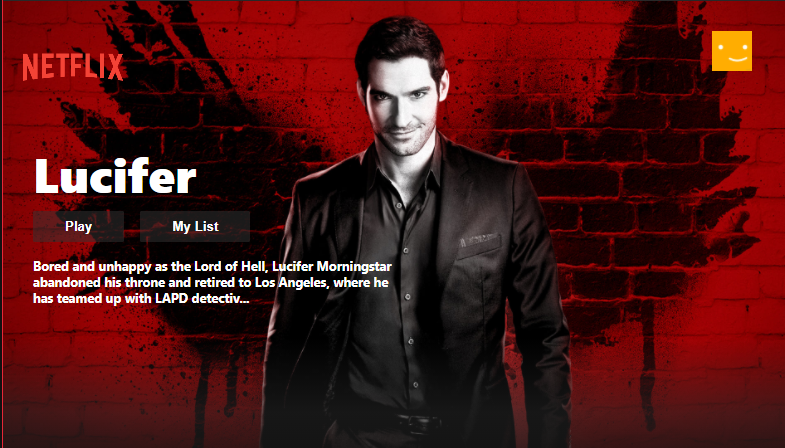 NETFLIX
Lucifer
Play
My List
Bored and unhappy as the Lord of Hell, Lucifer Morningstar
abandoned his throne and retired to Los Angeles, where he
has teamed up with LAPD detectiv...